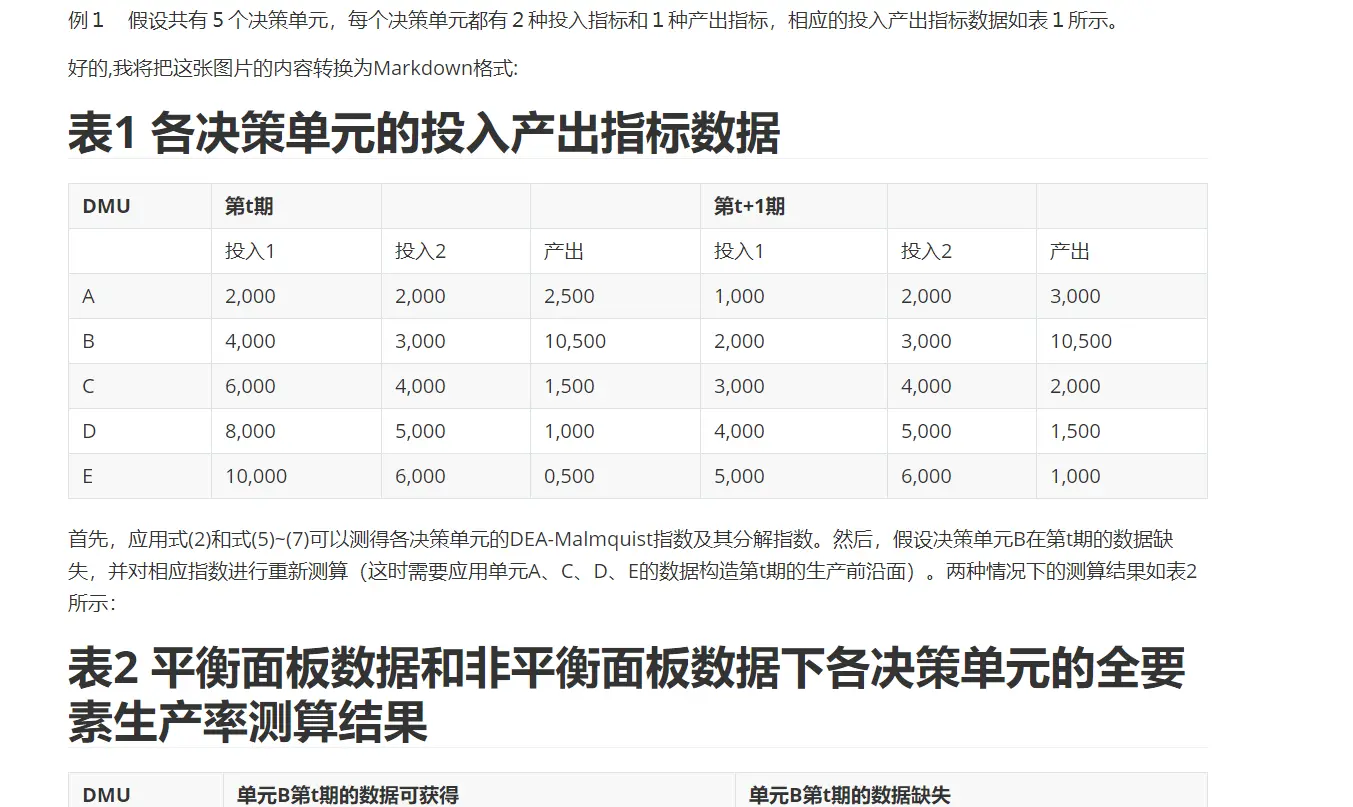 例１　假设共有５个决策单元，每个决策单元都有２种投入指标和１种产出指标，相应的投入产出指标数据如表１所示。
好的,我将把这张图片的内容转换为Markdown格式:
表1 各决策单元的投入产出指标数据
DMU 第t期 第t+1期
投入1 投入2 产出 投入1 投入2 产出
A 2,000 2,000 2,500 1,000 2,000 3,000
B 4,000 3,000 10,500 2,000 3,000 10,500
C 6,000 4,000 1,500 3,000 4,000 2,000
D 8,000 5,000 1,000 4,000 5,000 1,500
E 10,000 6,000 0,500 5,000 6,000 1,000
首先，应用式(2)和式(5)~(7)可以测得各决策单元的DEA-Malmquist指数及其分解指数。然后，假设决策单元B在第t期的数据缺
失，并对相应指数进行重新测算（这时需要应用单元A、C、D、E的数据构造第t期的生产前沿面）。两种情况下的测算结果如表2
所示：
表2 平衡面板数据和非平衡面板数据下各决策单元的全要
素生产率测算结果
DMU 单元B第t期的数据可获得 单元B第t期的数据缺失